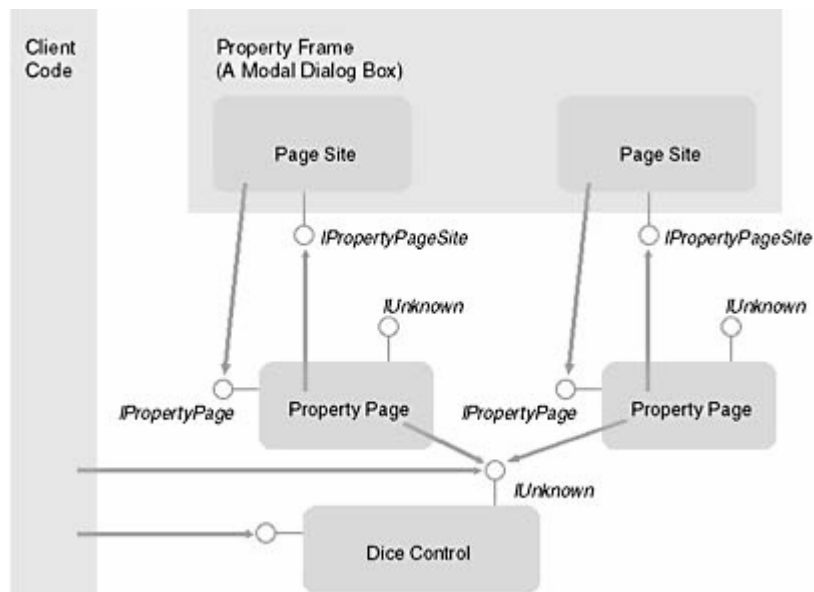 Client
Code
Property Frame
(A Modal Dialog Box)
Page Site
Page Site
IPropertyPageSite
IPropertyPageSite
IUnknown
IUnknown
IPropertyPage
Property Page
IPropertyPage
Property Page
IUnknown
Dice Control